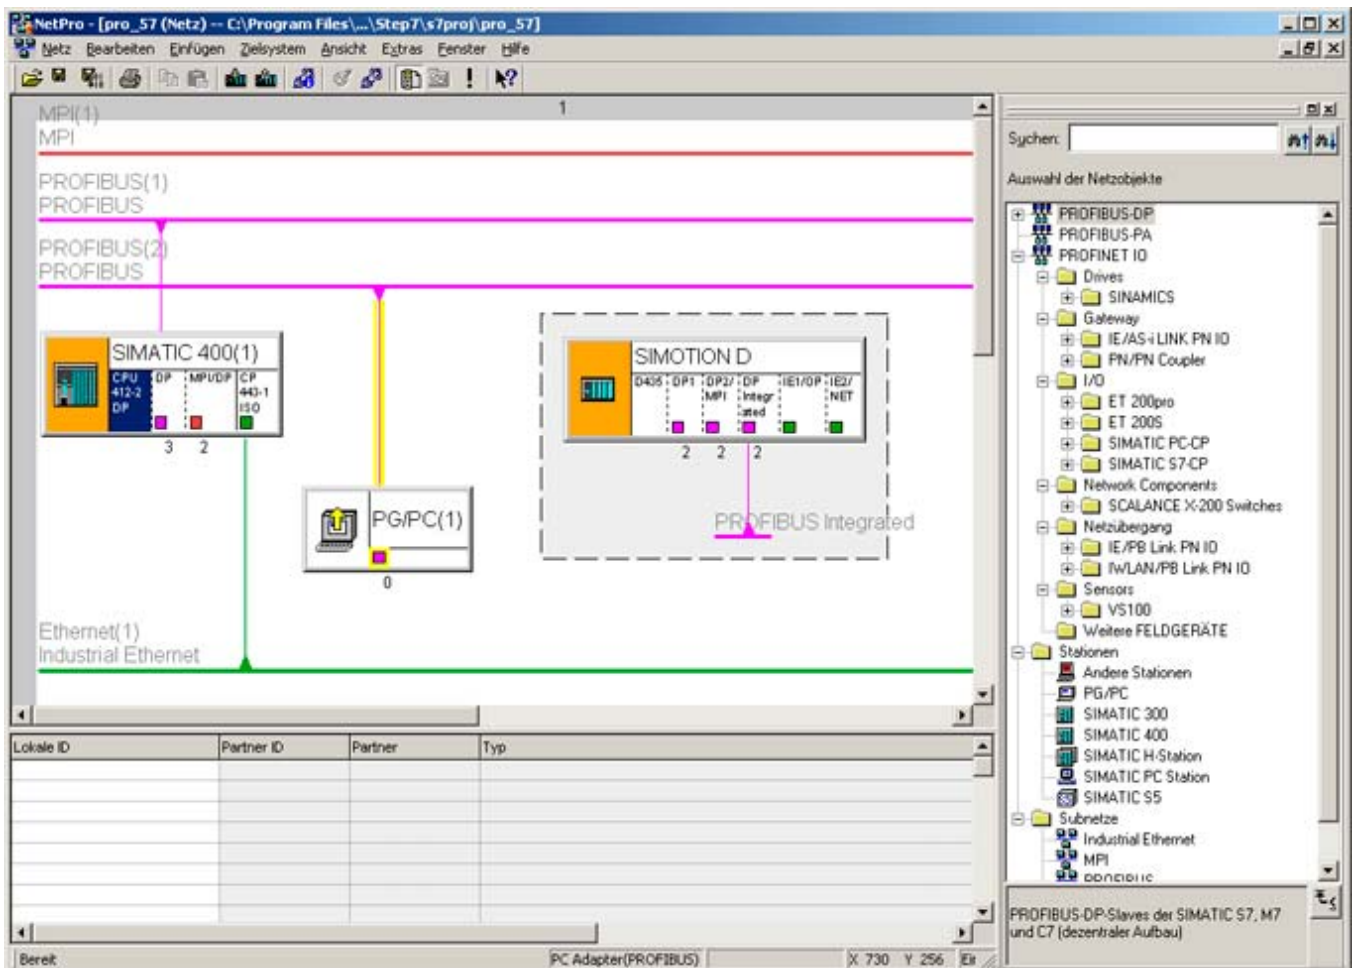 NetPro - [pro_57 (Netz) -- C:\Program Files\...\Step7\s7proj\pro_57]
Netz Bearbeiten Einfügen Zielsystem Ansicht Extras Fenster Hilfe
1
MPI(1)
MPI
PROFIBUS(1)
PROFIBUS
PROFIBUS(2)
PROFIBUS
SIMATIC 400(1)
CPU 412-2 DP
DP
MPI/DP
CP 443-1 ISO
3 2
SIMOTION D
D435
DP1
DP2/ MPI
DP Integr ated
IE1/OP
IE2/ NET
2 2 2
PROFIBUS Integrated
PG/PC(1)
0
Ethernet(1)
Industrial Ethernet
Lokale ID Partner ID Partner Typ
Suchen:
Auswahl der Netzobjekte
PROFIBUS-DP
PROFIBUS-PA
PROFINET IO
Drives
SINAMICS
Gateway
IE/AS-i LINK PN IO
PN/PN Coupler
I/O
ET 200pro
ET 200S
SIMATIC PC-CP
SIMATIC S7-CP
Network Components
SCALANCE X-200 Switches
Netzübergang
IE/PB Link PN IO
IWLAN/PB Link PN IO
Sensors
VS100
Weitere FELDGERÄTE
Stationen
Andere Stationen
PG/PC
SIMATIC 300
SIMATIC 400
SIMATIC H-Station
SIMATIC PC Station
SIMATIC S5
Subnetze
Industrial Ethernet
MPI
PROFIBUS
PROFIBUS-DP-Slaves der SIMATIC S7, M7
und C7 (dezentraler Aufbau)
Bereit PC Adapter(PROFIBUS) X 730 Y 256 Ei